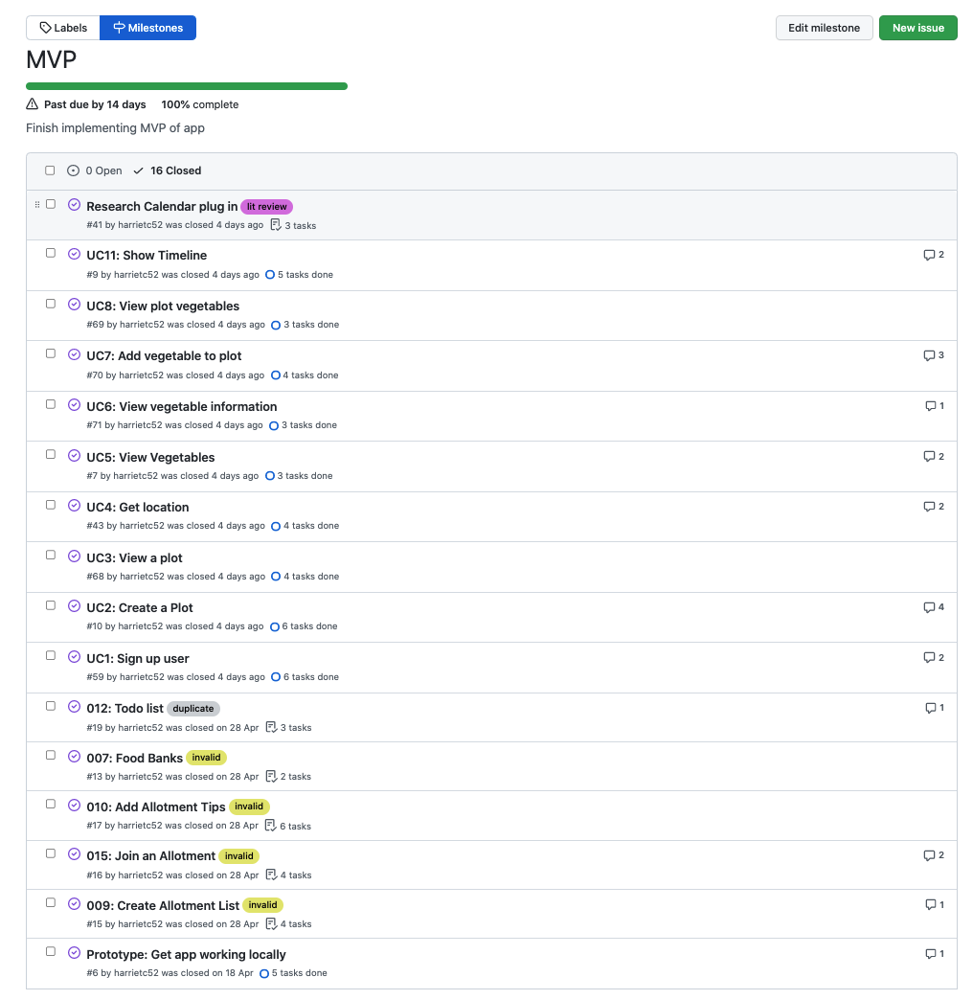 Labels Milestones Edit milestone New issue
MVP
Past due by 14 days 100% complete
Finish implementing MVP of app
0 Open 16 Closed
Research Calendar plug in lit review
#41 by harrietc52 was closed 4 days ago 3 tasks
UC11: Show Timeline 2
#9 by harrietc52 was closed 4 days ago 5 tasks done
UC8: View plot vegetables
#69 by harrietc52 was closed 4 days ago 3 tasks done
UC7: Add vegetable to plot 3
#70 by harrietc52 was closed 4 days ago 4 tasks done
UC6: View vegetable information 1
#71 by harrietc52 was closed 4 days ago 3 tasks done
UC5: View Vegetables 2
#7 by harrietc52 was closed 4 days ago 3 tasks done
UC4: Get location 2
#43 by harrietc52 was closed 4 days ago 4 tasks done
UC3: View a plot
#68 by harrietc52 was closed 4 days ago 4 tasks done
UC2: Create a Plot 4
#10 by harrietc52 was closed 4 days ago 6 tasks done
UC1: Sign up user 2
#59 by harrietc52 was closed 4 days ago 6 tasks done
012: Todo list duplicate 1
#19 by harrietc52 was closed on 28 Apr 3 tasks
007: Food Banks invalid
#13 by harrietc52 was closed on 28 Apr 2 tasks
010: Add Allotment Tips invalid
#17 by harrietc52 was closed on 28 Apr 6 tasks
015: Join an Allotment invalid 2
#16 by harrietc52 was closed on 28 Apr 4 tasks
009: Create Allotment List invalid 1
#15 by harrietc52 was closed on 28 Apr 4 tasks
Prototype: Get app working locally 1
#6 by harrietc52 was closed on 18 Apr 5 tasks done